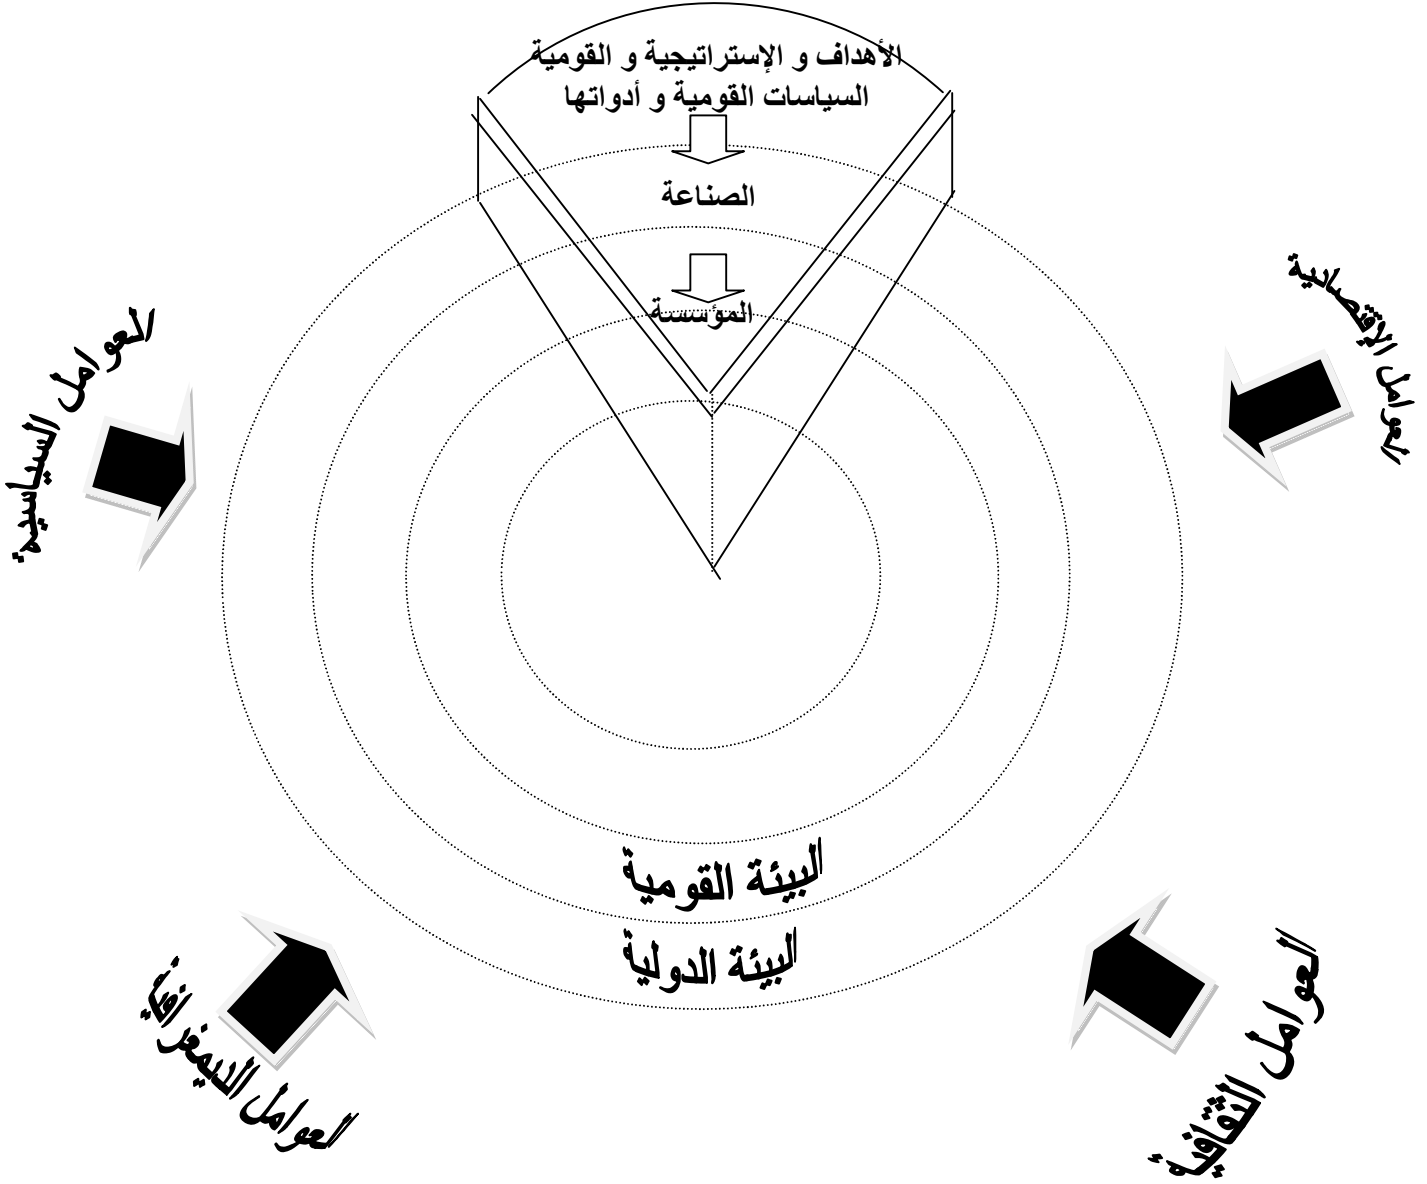 الأهداف و الإستراتيجية و القومية
السياسات القومية و أدواتها
الصناعة
المؤسسة
العوامل الإقتصادية
العوامل السياسية
البيئة القومية
البيئة الدولية
العوامل الثقافية
العوامل الديمغرافية